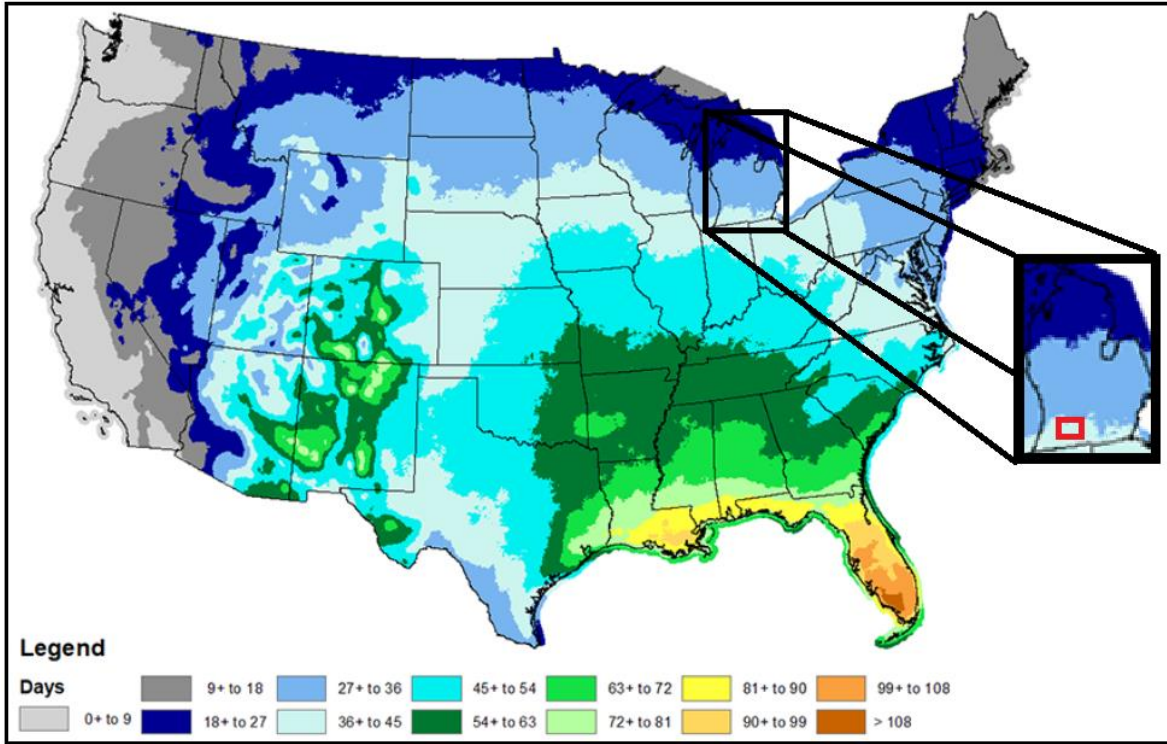 Legend
Days
9+ to 18
27+ to 36
45+ to 54
63+ to 72
81+ to 90
99+ to 108
0+ to 9
18+ to 27
36+ to 45
54+ to 63
72+ to 81
90+ to 99
> 108